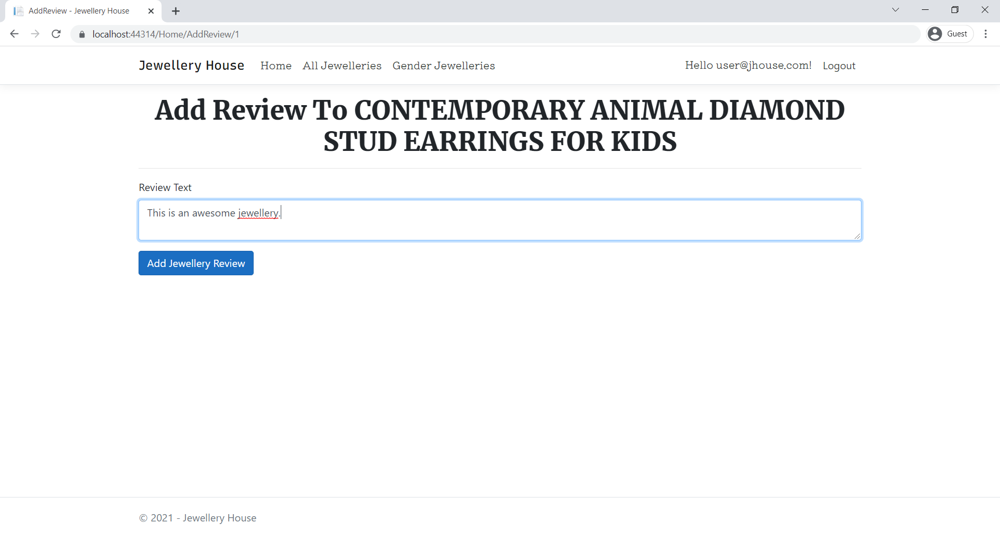 AddReview - Jewellery House
localhost:44314/Home/AddReview/1
Guest
Jewellery House Home All Jewelleries Gender Jewelleries Hello user@jhouse.com! Logout
Add Review To CONTEMPORARY ANIMAL DIAMOND
STUD EARRINGS FOR KIDS
Review Text
This is an awesome jewellery.
Add Jewellery Review
© 2021 - Jewellery House